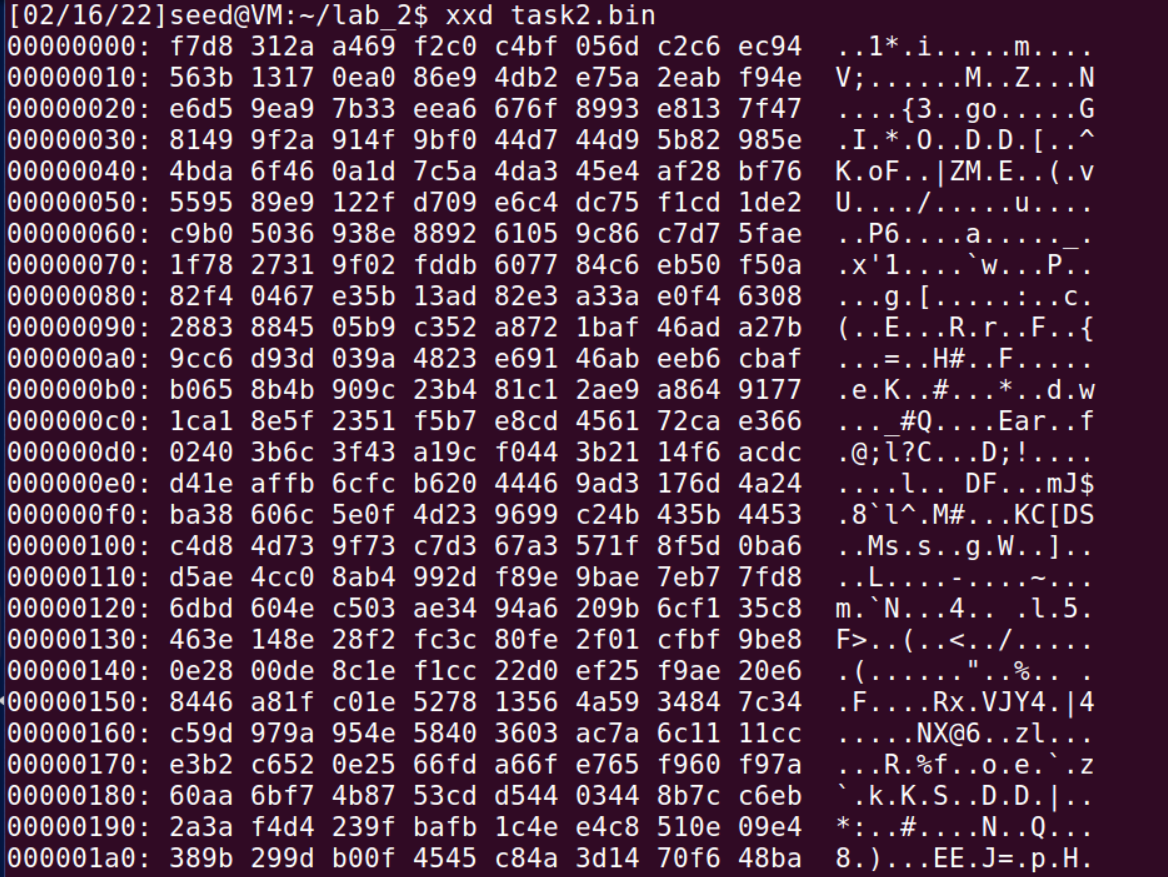 [02/16/22]seed@VM:~/lab_2$ xxd task2.bin
00000000: f7d8 312a a469 f2c0 c4bf 056d c2c6 ec94  ..1*.i.....m....
00000010: 563b 1317 0ea0 86e9 4db2 e75a 2eab f94e  V;......M..Z...N
00000020: e6d5 9ea9 7b33 eea6 676f 8993 e813 7f47  ....{3..go.....G
00000030: 8149 9f2a 914f 9bf0 44d7 44d9 5b82 985e  .I.*.O..D.D.[..^
00000040: 4bda 6f46 0a1d 7c5a 4da3 45e4 af28 bf76  K.oF..|ZM.E..(.v
00000050: 5595 89e9 122f d709 e6c4 dc75 f1cd 1de2  U..../.....u....
00000060: c9b0 5036 938e 8892 6105 9c86 c7d7 5fae  ..P6....a....._.
00000070: 1f78 2731 9f02 fddb 6077 84c6 eb50 f50a  .x'1....`w...P..
00000080: 82f4 0467 e35b 13ad 82e3 a33a e0f4 6308  ...g.[.....:..c.
00000090: 2883 8845 05b9 c352 a872 1baf 46ad a27b  (..E...R.r..F..{
000000a0: 9cc6 d93d 039a 4823 e691 46ab eeb6 cbaf  ...=..H#..F.....
000000b0: b065 8b4b 909c 23b4 81c1 2ae9 a864 9177  .e.K..#...*..d.w
000000c0: 1ca1 8e5f 2351 f5b7 e8cd 4561 72ca e366  ..._#Q....Ear..f
000000d0: 0240 3b6c 3f43 a19c f044 3b21 14f6 acdc  .@;l?C...D;!....
000000e0: d41e affb 6cfc b620 4446 9ad3 176d 4a24  ....l.. DF...mJ$
000000f0: ba38 606c 5e0f 4d23 9699 c24b 435b 4453  .8`l^.M#...KC[DS
00000100: c4d8 4d73 9f73 c7d3 67a3 571f 8f5d 0ba6  ..Ms.s..g.W..]..
00000110: d5ae 4cc0 8ab4 992d f89e 9bae 7eb7 7fd8  ..L....-....~...
00000120: 6dbd 604e c503 ae34 94a6 209b 6cf1 35c8  m.`N...4.. .l.5.
00000130: 463e 148e 28f2 fc3c 80fe 2f01 cfbf 9be8  F>..(..<../.....
00000140: 0e28 00de 8c1e f1cc 22d0 ef25 f9ae 20e6  .(......"..%.. .
00000150: 8446 a81f c01e 5278 1356 4a59 3484 7c34  .F....Rx.VJY4.|4
00000160: c59d 979a 954e 5840 3603 ac7a 6c11 11cc  .....NX@6..zl...
00000170: e3b2 c652 0e25 66fd a66f e765 f960 f97a  ...R.%f..o.e.`.z
00000180: 60aa 6bf7 4b87 53cd d544 0344 8b7c c6eb  `.k.K.S..D.D.|..
00000190: 2a3a f4d4 239f bafb 1c4e e4c8 510e 09e4  *:..#....N..Q...
000001a0: 389b 299d b00f 4545 c84a 3d14 70f6 48ba  8.)...EE.J=.p.H.